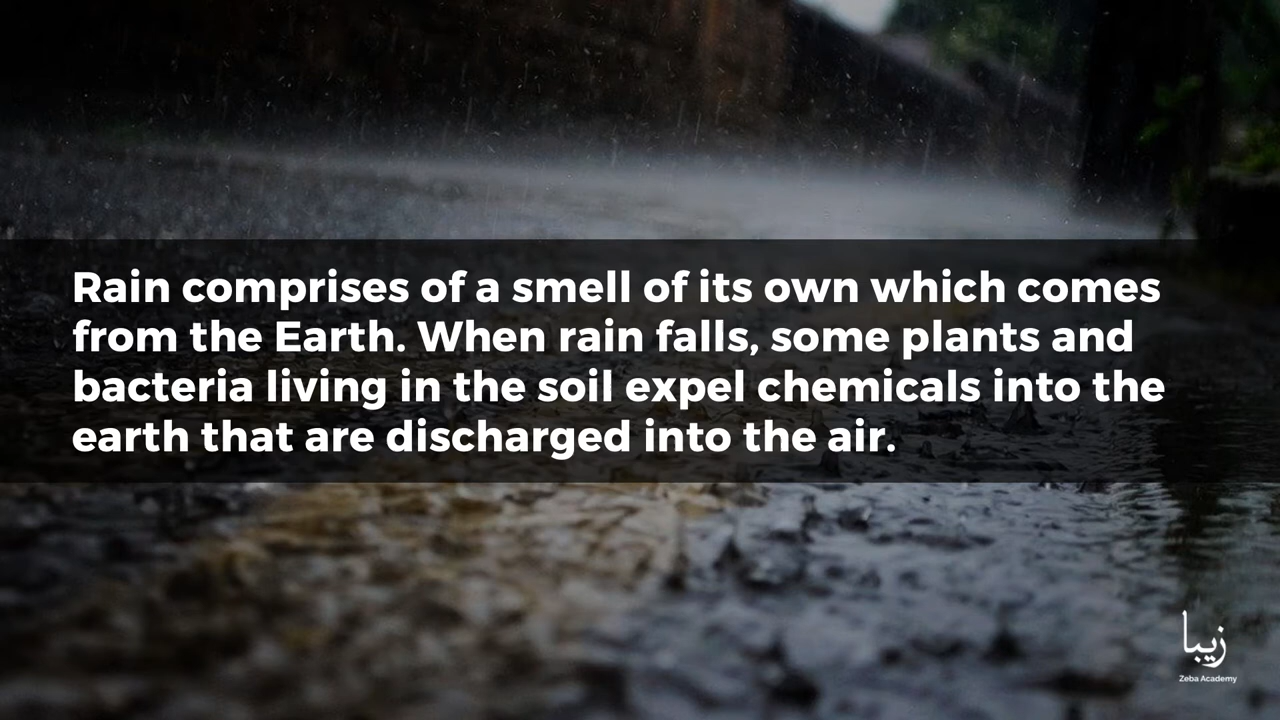 Rain comprises of a smell of its own which comes
from the Earth. When rain falls, some plants and
bacteria living in the soil expel chemicals into the
earth that are discharged into the air.
زیبا
Zeba Academy